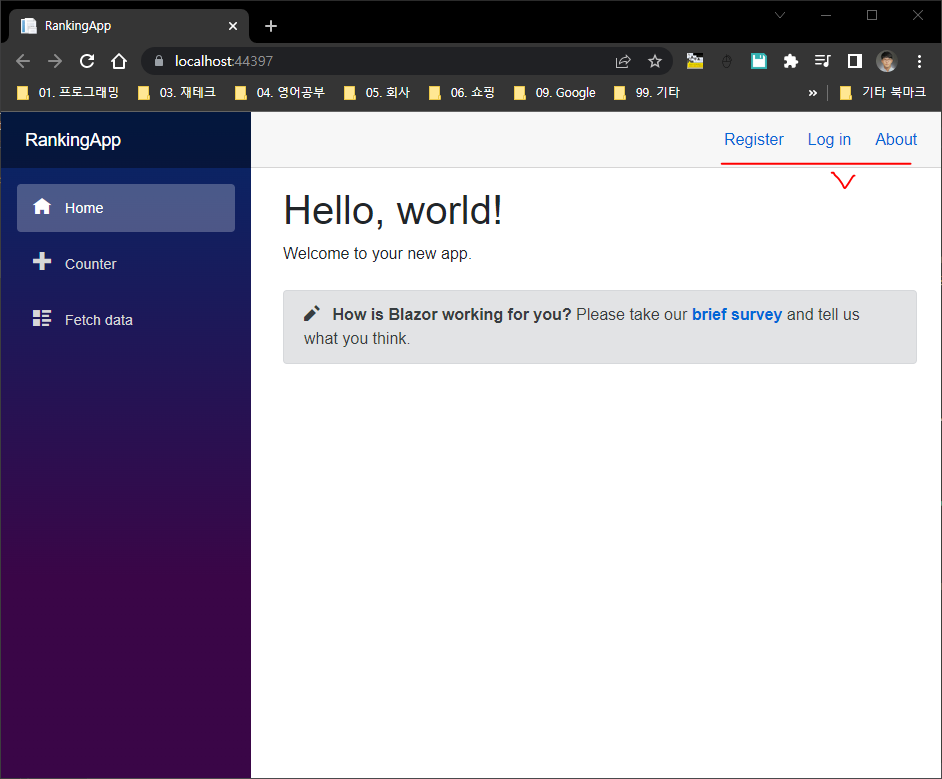 RankingApp
localhost:44397
01. 프로그래밍 03. 재테크 04. 영어공부 05. 회사 06. 쇼핑 09. Google 99. 기타 » 기타 북마크
RankingApp
Register Log in About
Home
Counter
Fetch data
Hello, world!
Welcome to your new app.
How is Blazor working for you? Please take our brief survey and tell us
what you think.